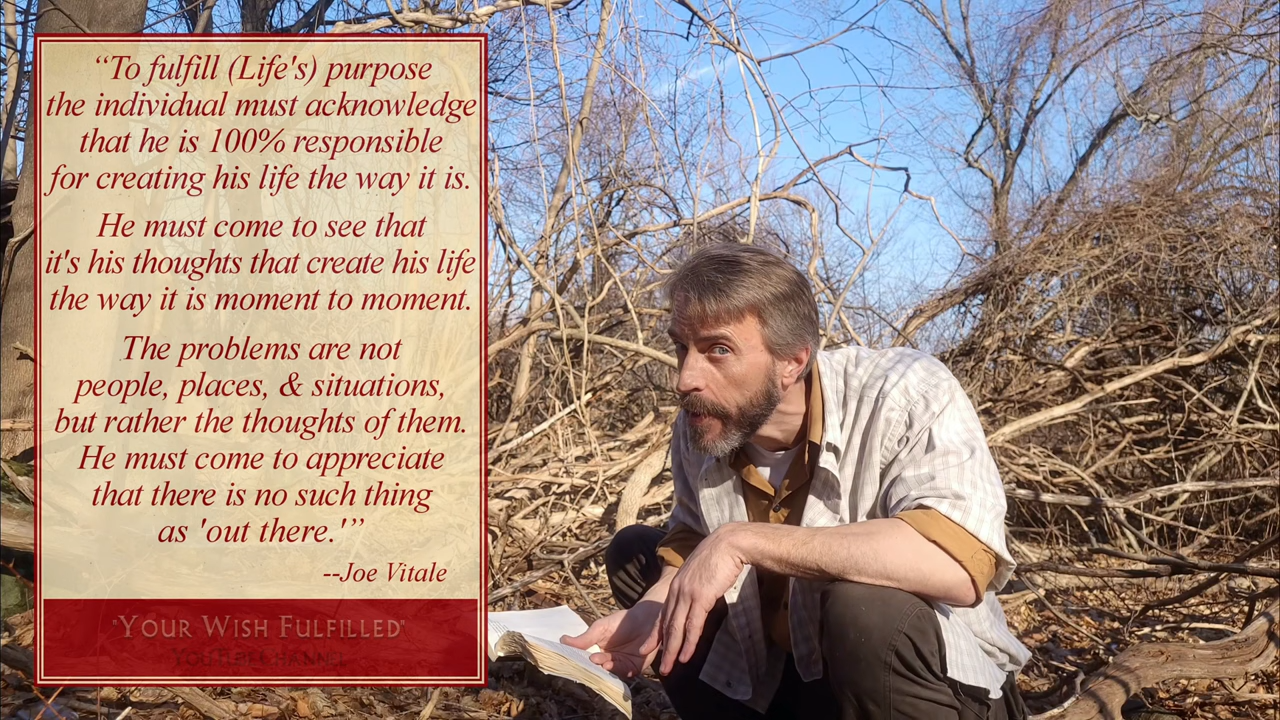 “To fulfill (Life's) purpose
the individual must acknowledge
that he is 100% responsible
for creating his life the way it is.
He must come to see that
it's his thoughts that create his life
the way it is moment to moment.
The problems are not
people, places, & situations,
but rather the thoughts of them.
He must come to appreciate
that there is no such thing
as 'out there.'”
--Joe Vitale
"Your Wish Fulfilled"
YouTube Channel